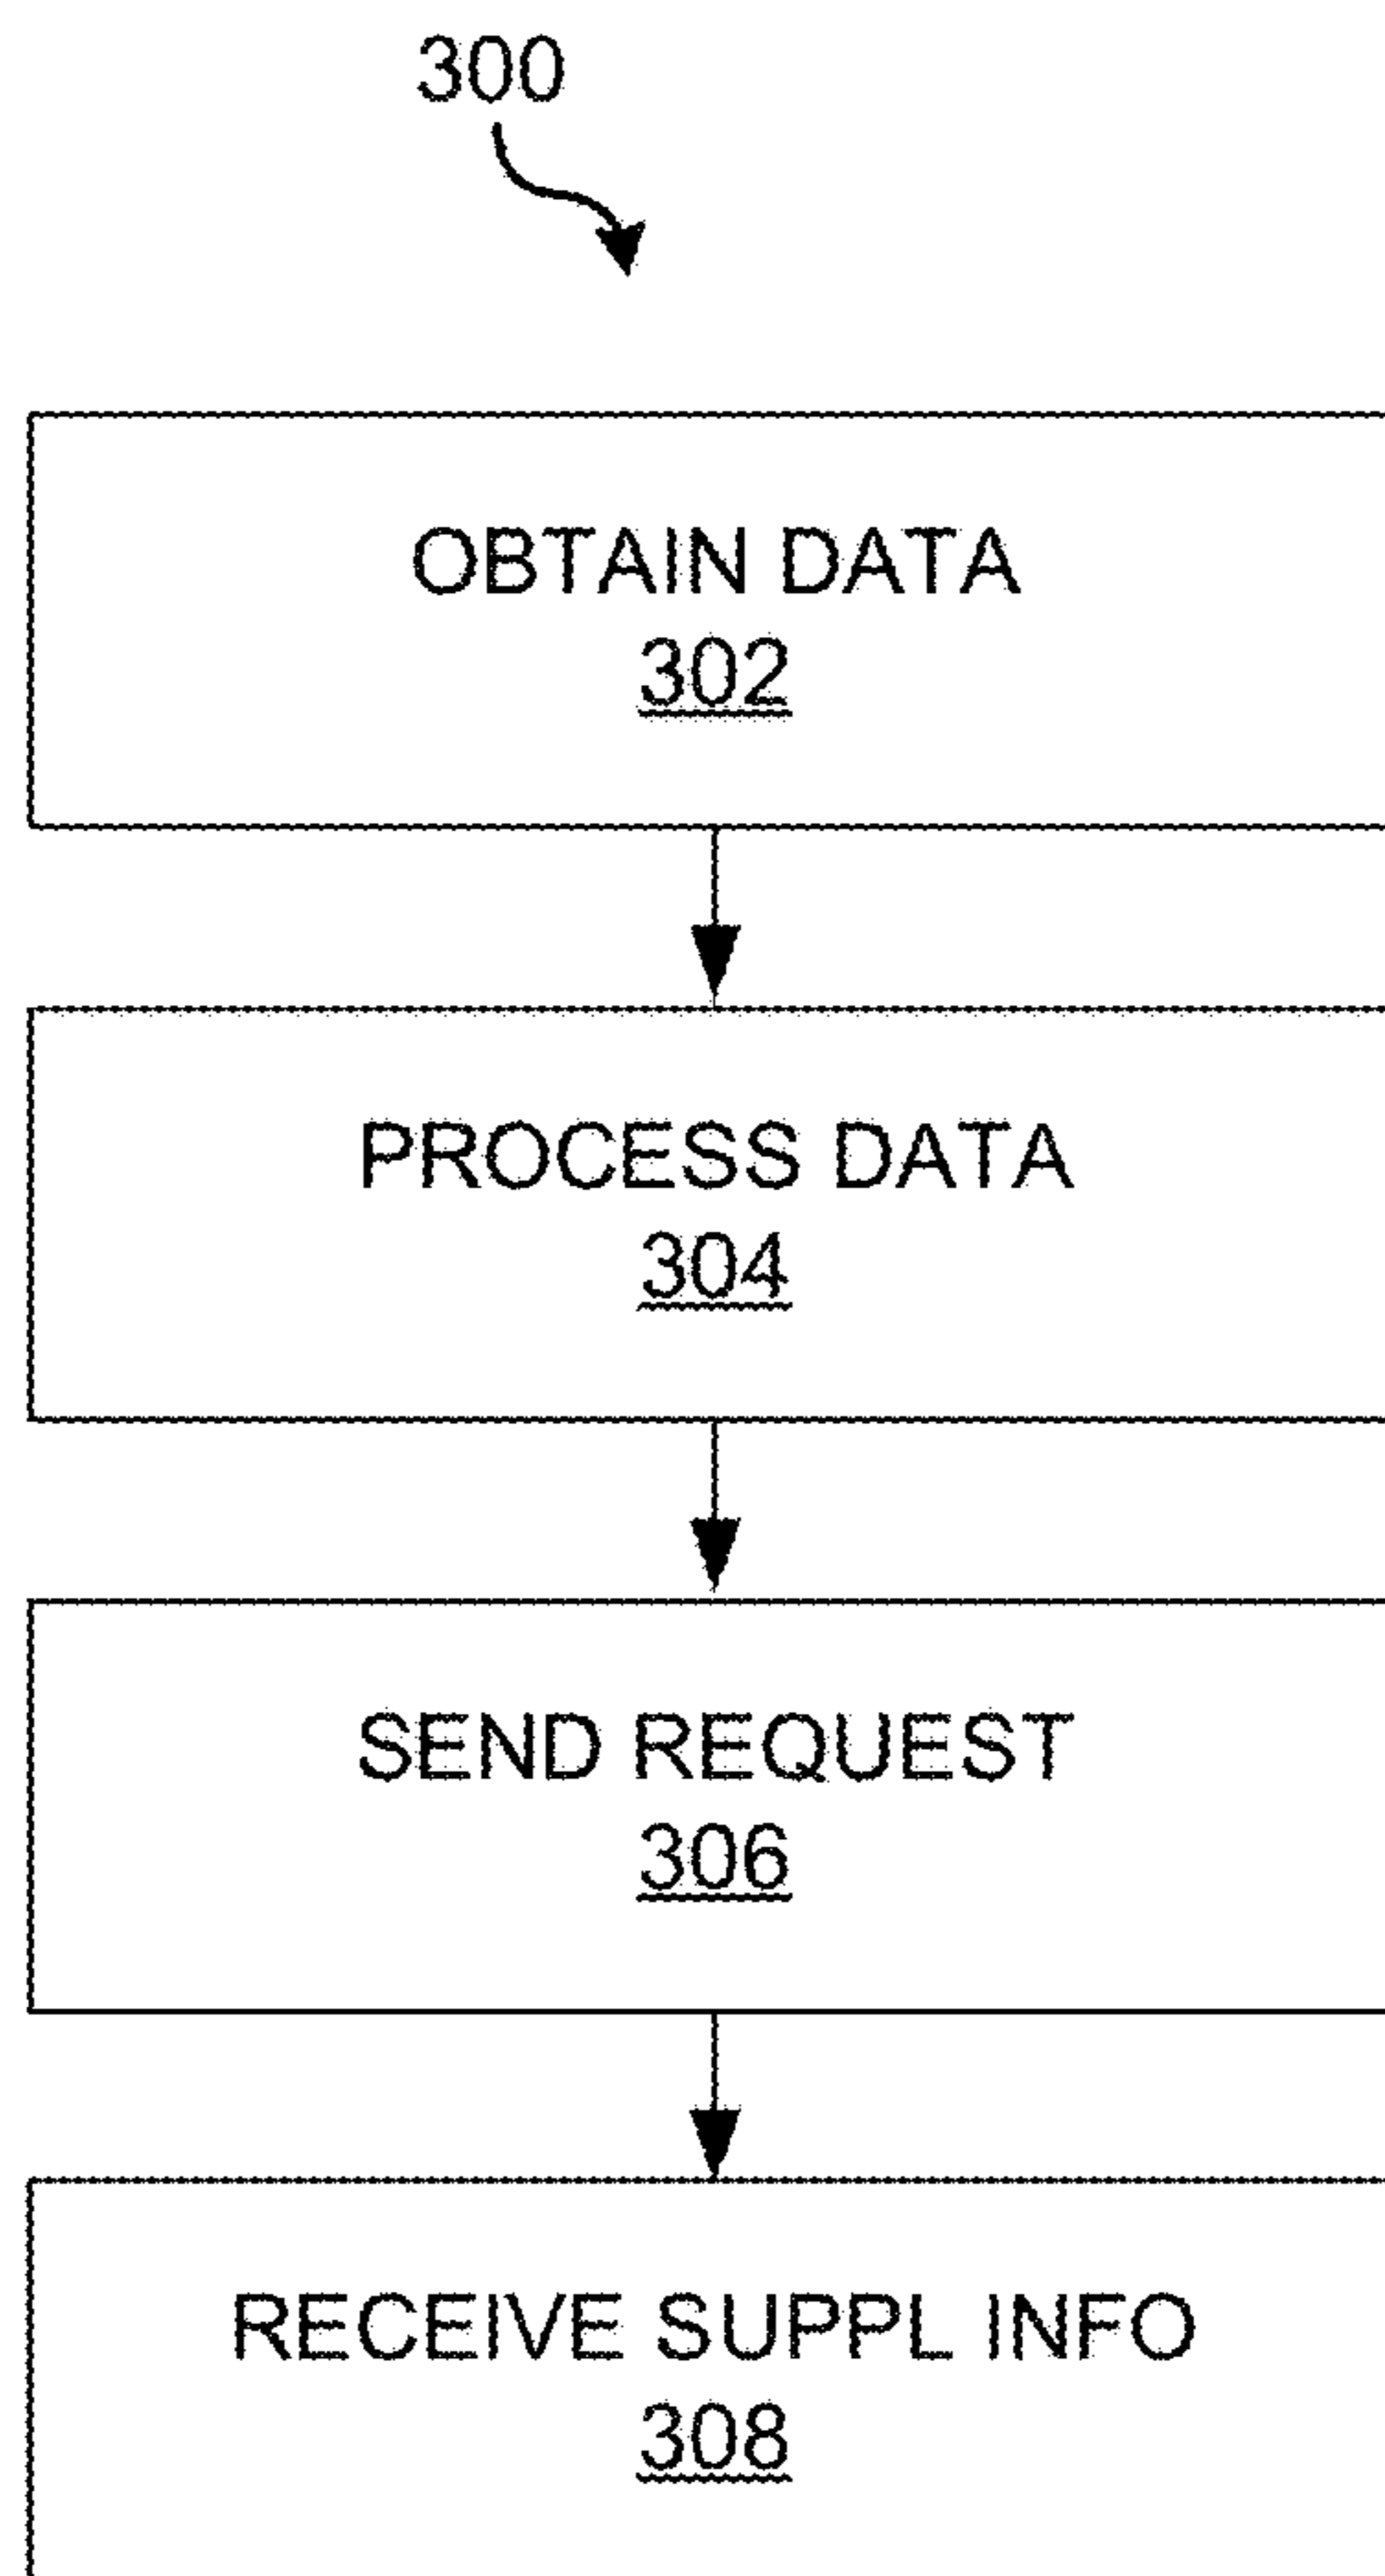 300
OBTAIN DATA
302
PROCESS DATA
304
SEND REQUEST
306
RECEIVE SUPPL INFO
308